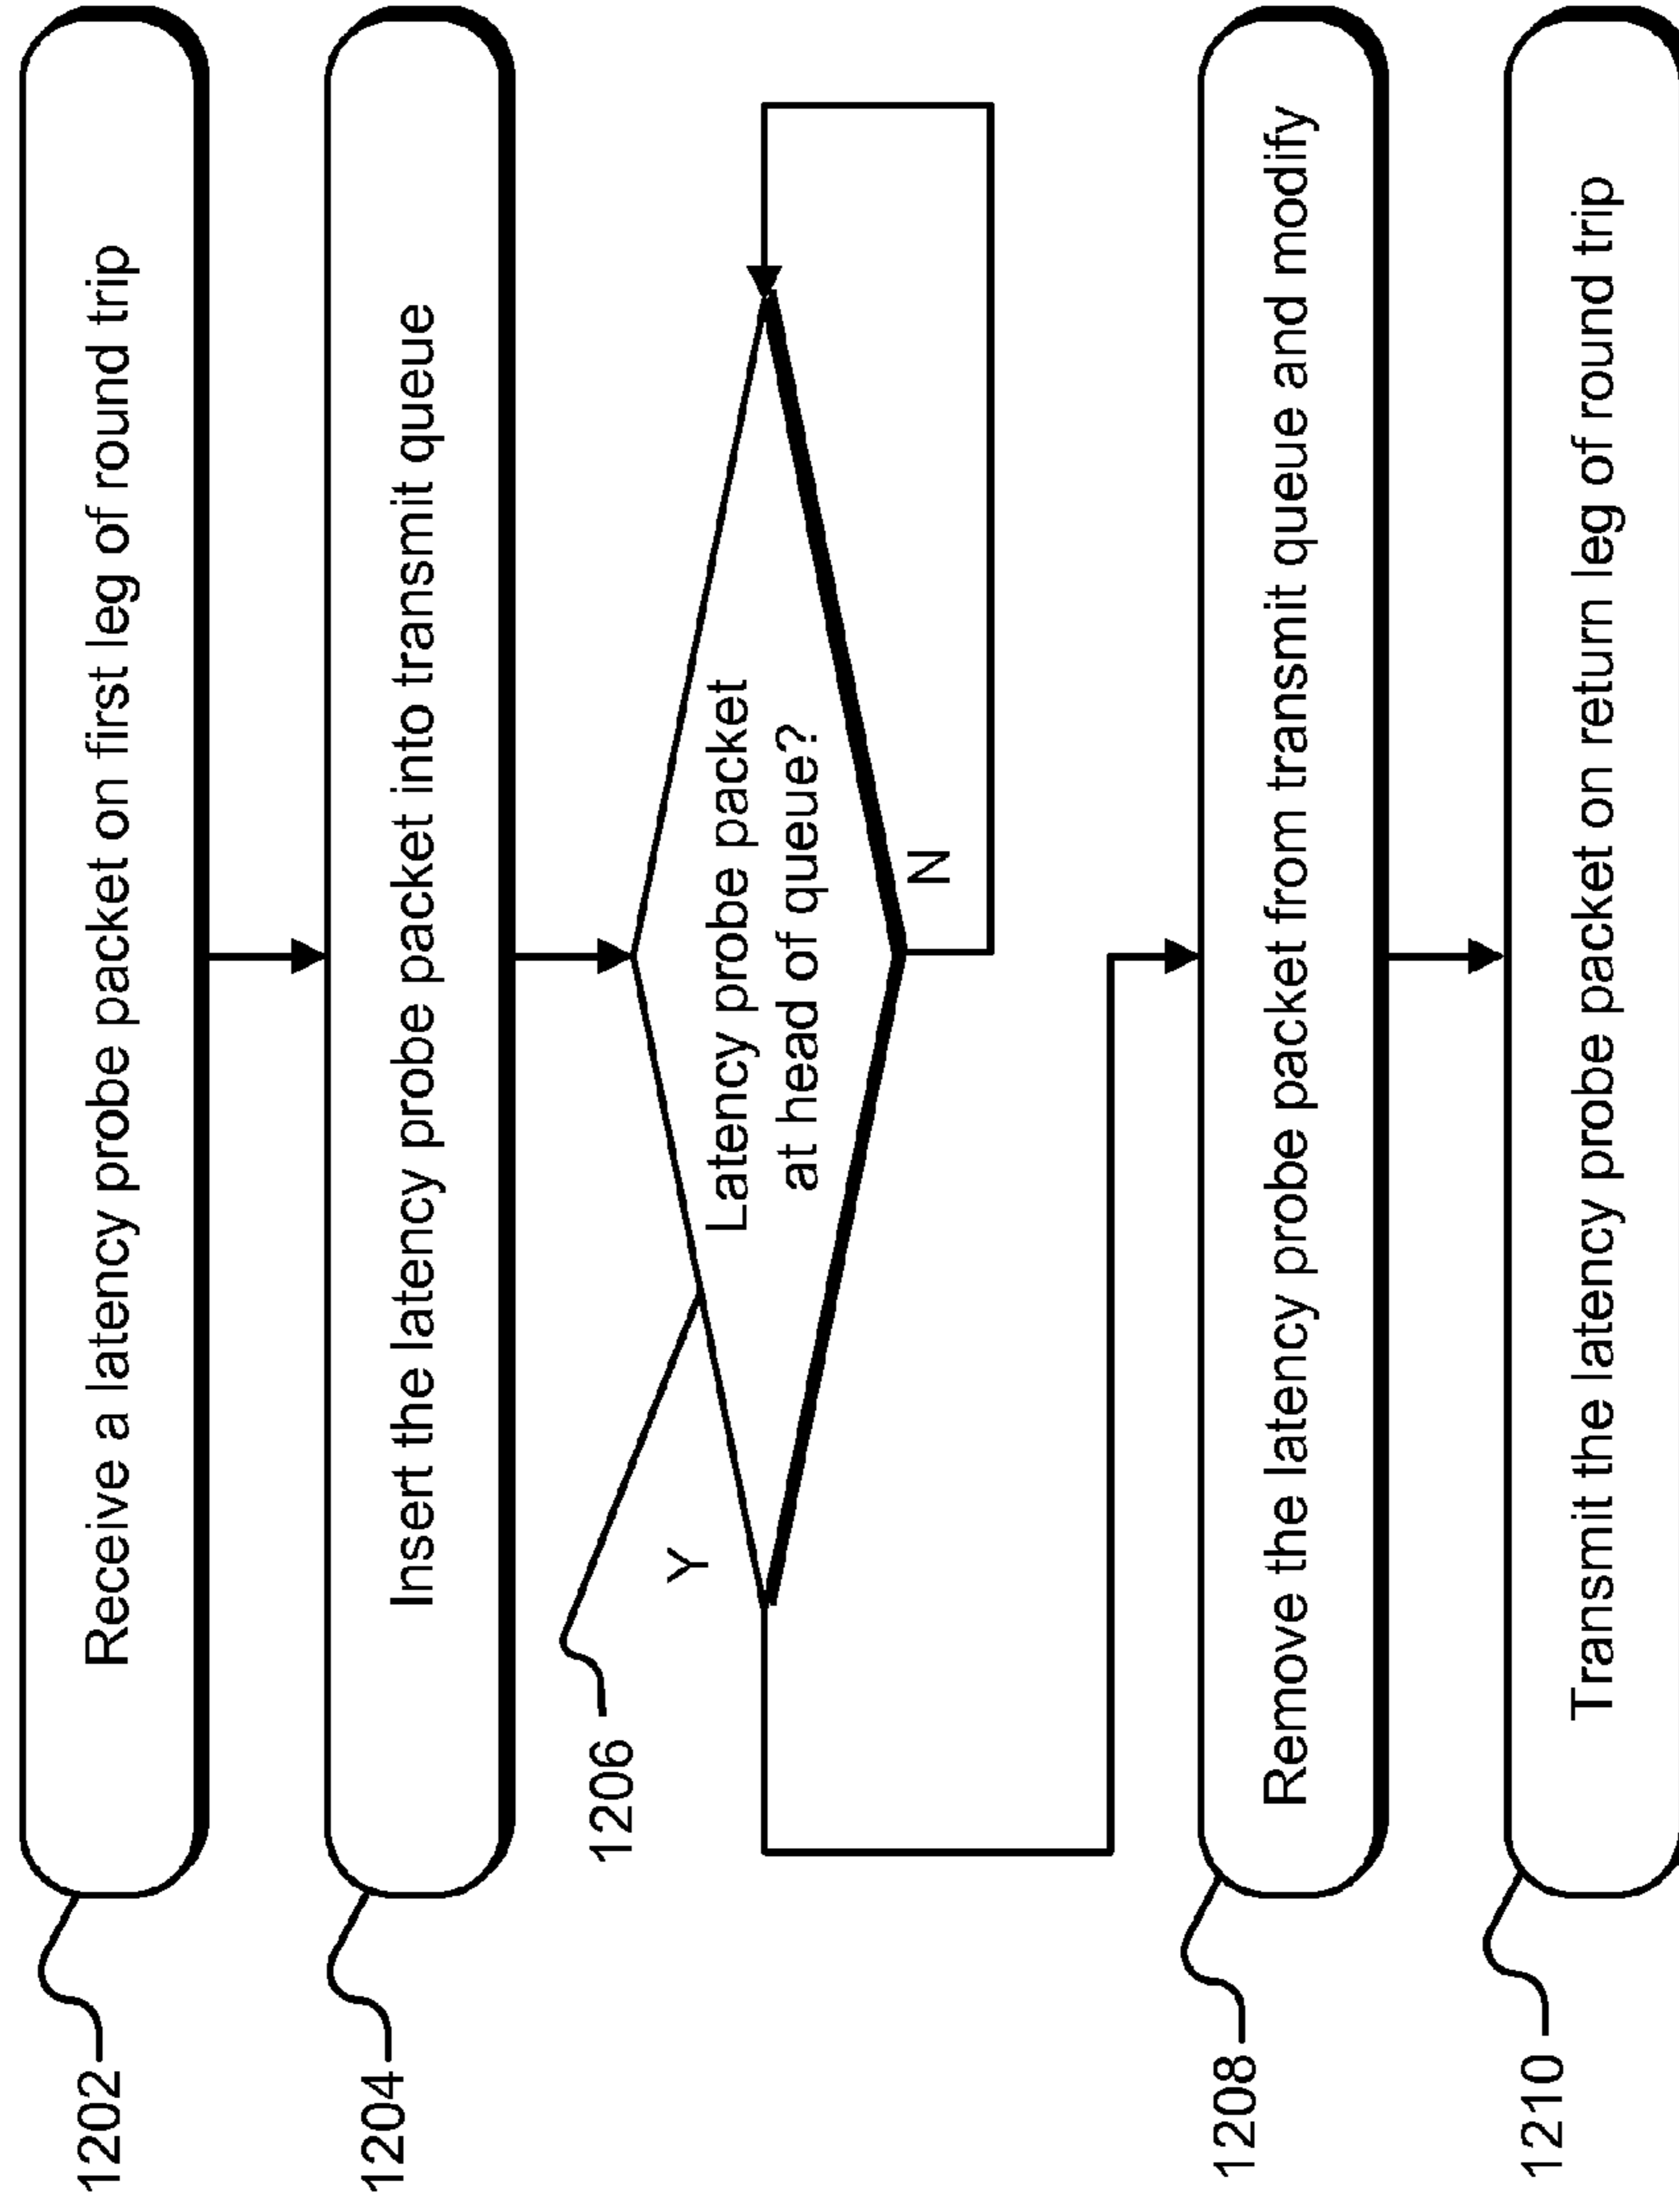 1202
Receive a latency probe packet on first leg of round trip
1204
Insert the latency probe packet into transmit queue
1206
Y
Latency probe packet
at head of queue?
N
1208
Remove the latency probe packet from transmit queue and modify
1210
Transmit the latency probe packet on return leg of round trip